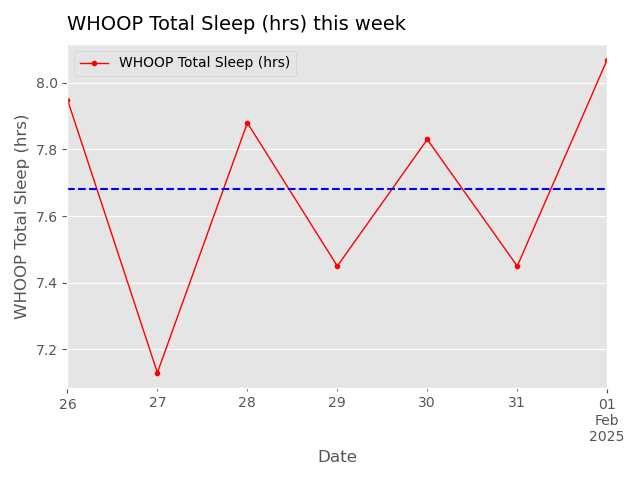 WHOOP Total Sleep (hrs) this week
WHOOP Total Sleep (hrs)
WHOOP Total Sleep (hrs)
8.0
7.8
7.6
7.4
7.2
26 27 28 29 30 31 01
Feb
2025
Date